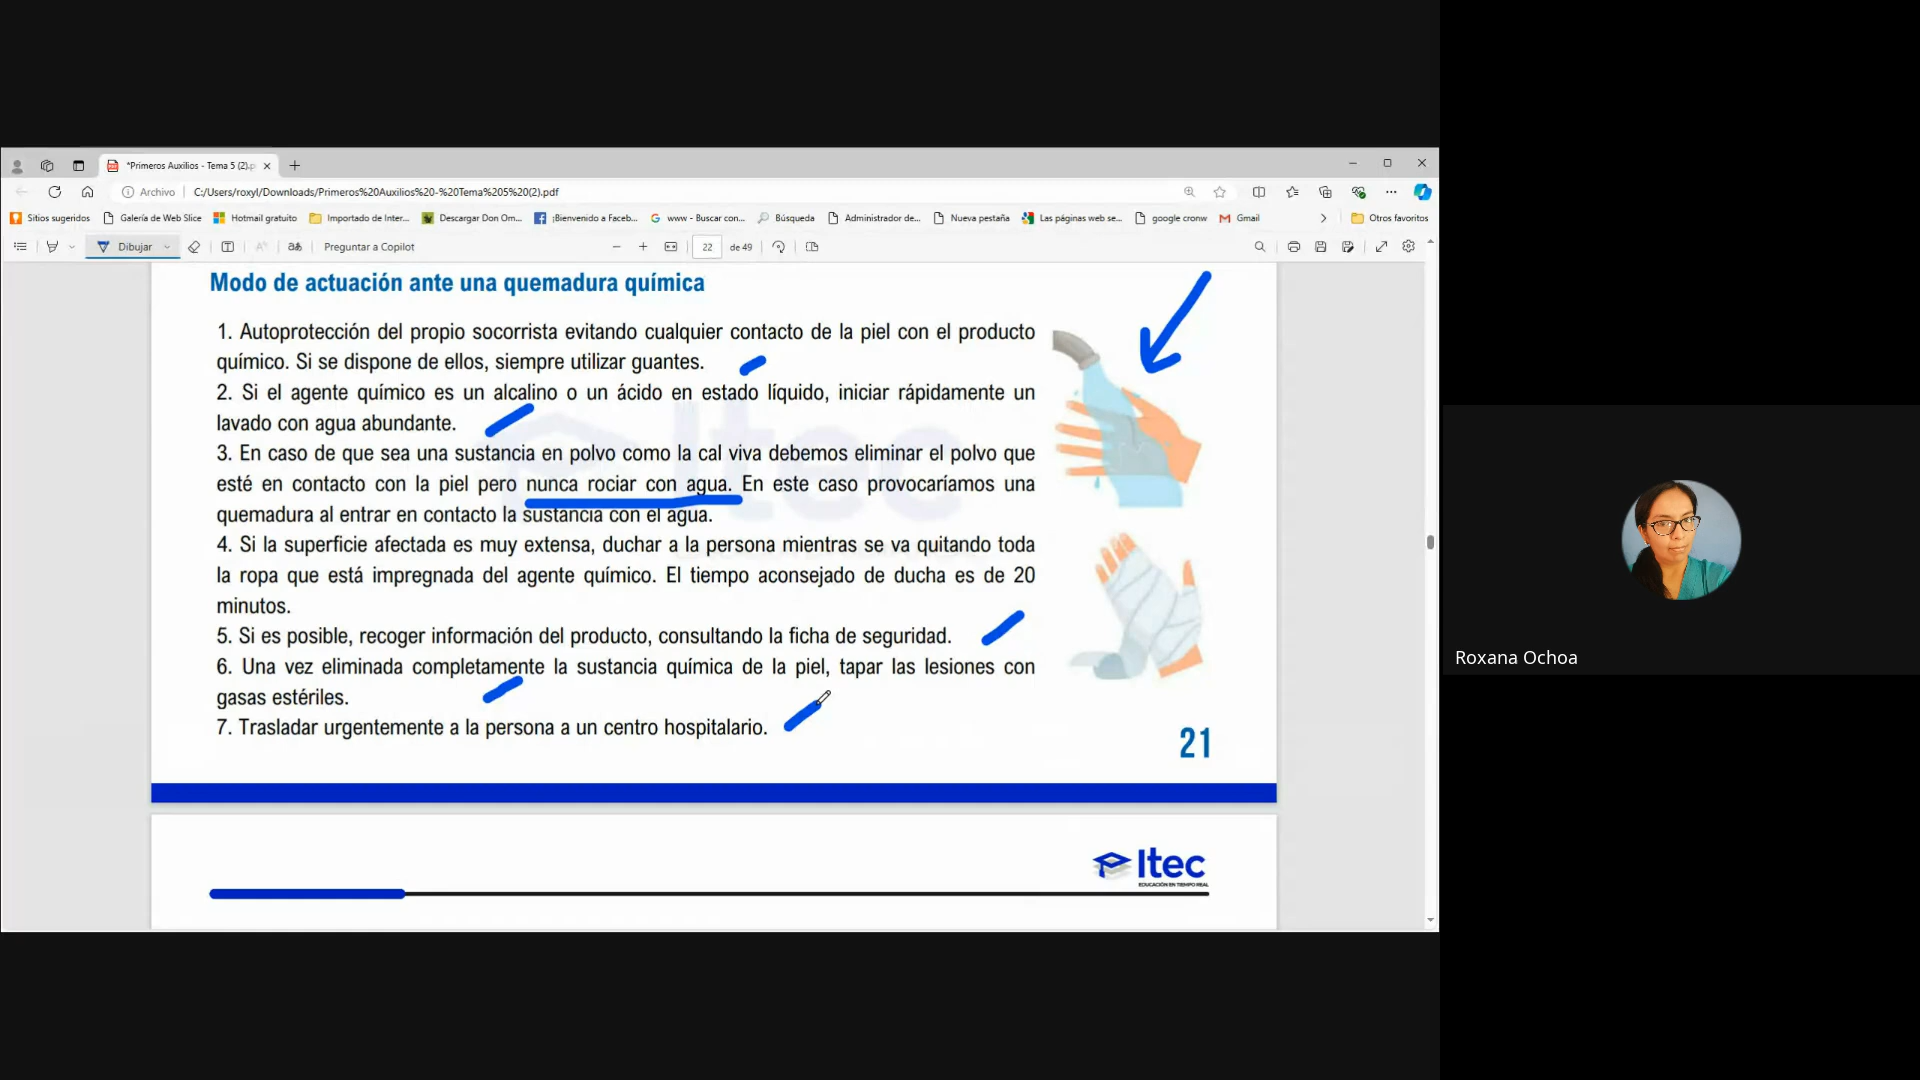 *Primeros Auxilios - Tema 5 (2).p
Archivo C:/Users/roxyl/Downloads/Primeros%20Auxilios%20-%20Tema%205%20(2).pdf
Sitios sugeridos Galería de Web Slice Hotmail gratuito Importado de Inter... Descargar Don Om... ¡Bienvenido a Faceb... www - Buscar con... Búsqueda Administrador de... Nueva pestaña Las páginas web se... google cronw Gmail Otros favoritos
Dibujar Preguntar a Copilot 22 de 49
Modo de actuación ante una quemadura química
1. Autoprotección del propio socorrista evitando cualquier contacto de la piel con el producto
químico. Si se dispone de ellos, siempre utilizar guantes.
2. Si el agente químico es un alcalino o un ácido en estado líquido, iniciar rápidamente un
lavado con agua abundante.
3. En caso de que sea una sustancia en polvo como la cal viva debemos eliminar el polvo que
esté en contacto con la piel pero nunca rociar con agua. En este caso provocaríamos una
quemadura al entrar en contacto la sustancia con el agua.
4. Si la superficie afectada es muy extensa, duchar a la persona mientras se va quitando toda
la ropa que está impregnada del agente químico. El tiempo aconsejado de ducha es de 20
minutos.
5. Si es posible, recoger información del producto, consultando la ficha de seguridad.
6. Una vez eliminada completamente la sustancia química de la piel, tapar las lesiones con
gasas estériles.
7. Trasladar urgentemente a la persona a un centro hospitalario.
21
Itec
Itec
EDUCACIÓN EN TIEMPO REAL
Roxana Ochoa